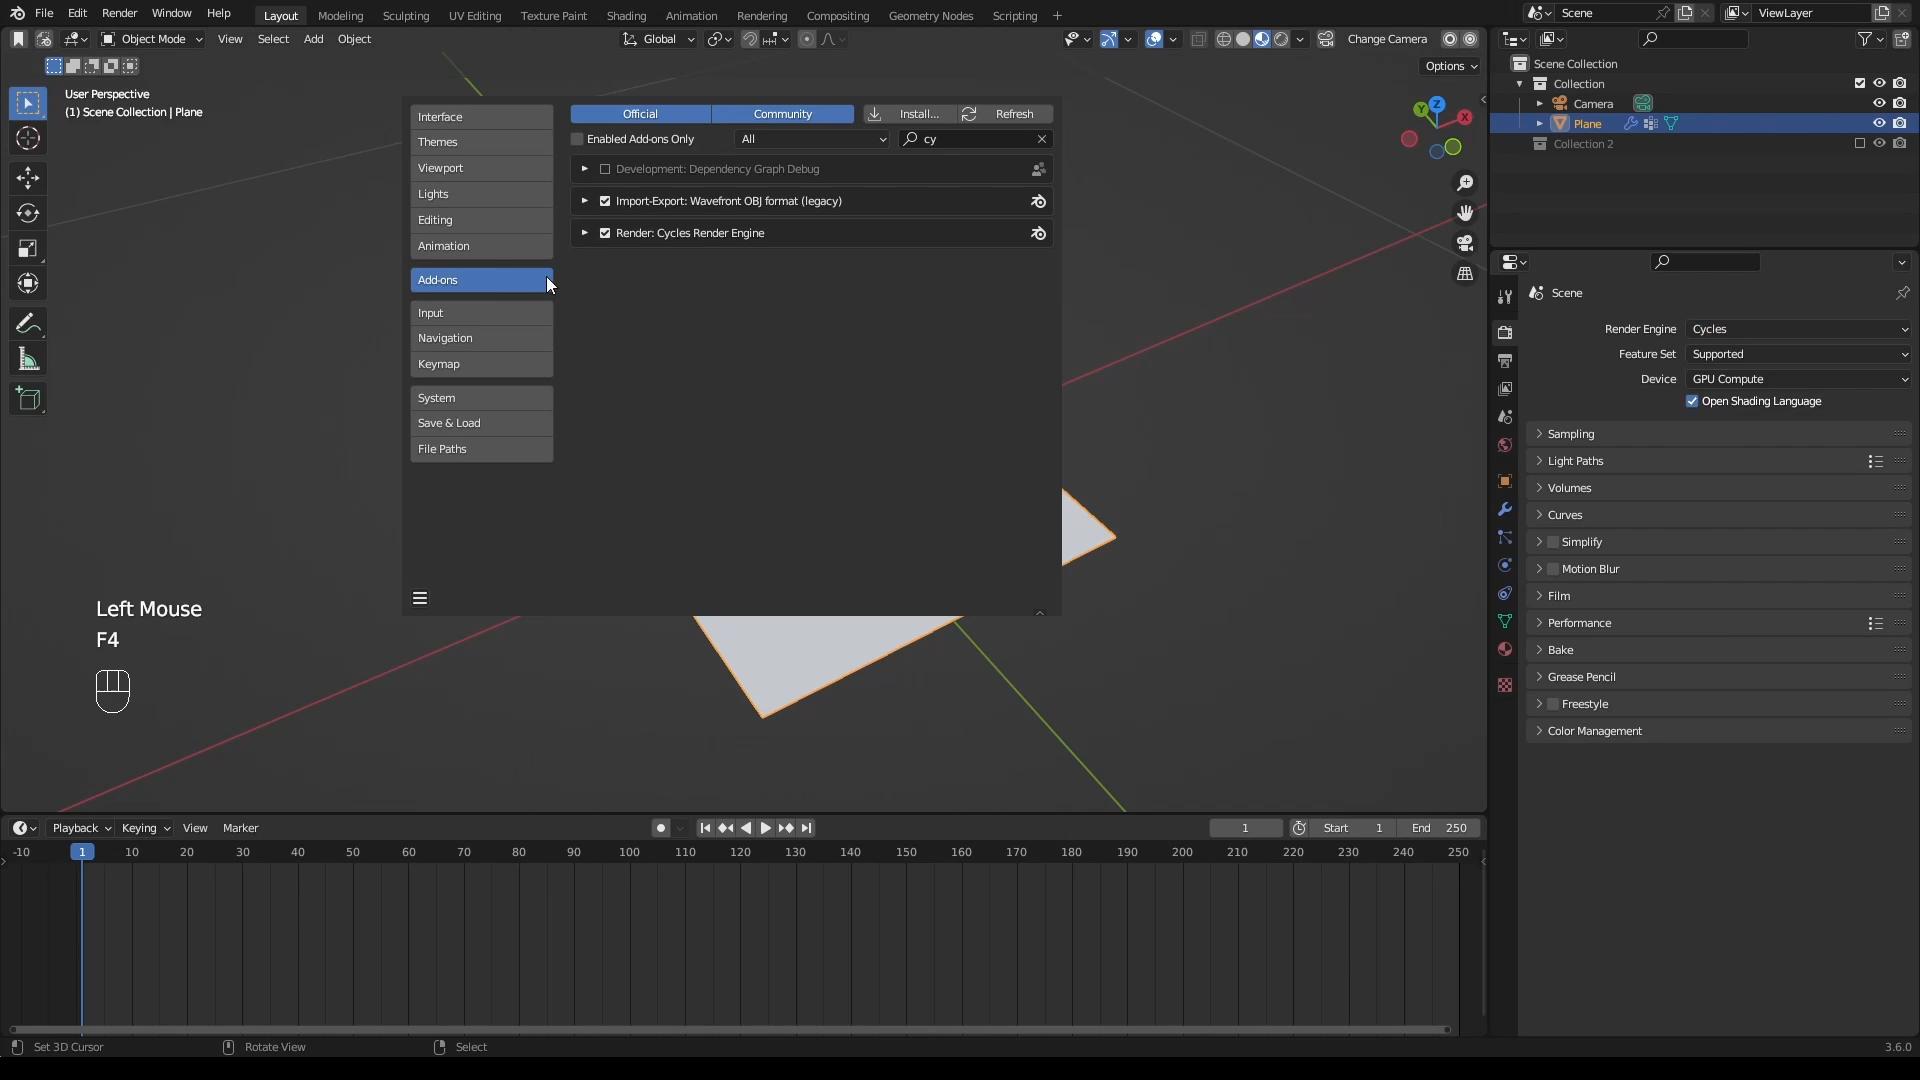 File Edit Render Window Help Layout Modeling Sculpting UV Editing Texture Paint Shading Animation Rendering Compositing Geometry Nodes Scripting + Scene ViewLayer
Object Mode View Select Add Object Global Change Camera
Options
User Perspective
(1) Scene Collection | Plane
Scene Collection
Collection
Camera
Plane
Collection 2
Interface
Themes
Viewport
Lights
Editing
Animation
Add-ons
Input
Navigation
Keymap
System
Save & Load
File Paths
Official Community Install... Refresh
Enabled Add-ons Only All cy
Development: Dependency Graph Debug
Import-Export: Wavefront OBJ format (legacy)
Render: Cycles Render Engine
Z
Y
X
Scene
Render Engine Cycles
Feature Set Supported
Device GPU Compute
Open Shading Language
Sampling
Light Paths
Volumes
Curves
Simplify
Motion Blur
Film
Performance
Bake
Grease Pencil
Freestyle
Color Management
Left Mouse
F4
Playback Keying View Marker 1 Start 1 End 250
-10 1 10 20 30 40 50 60 70 80 90 100 110 120 130 140 150 160 170 180 190 200 210 220 230 240 250
Set 3D Cursor Rotate View Select 3.6.0